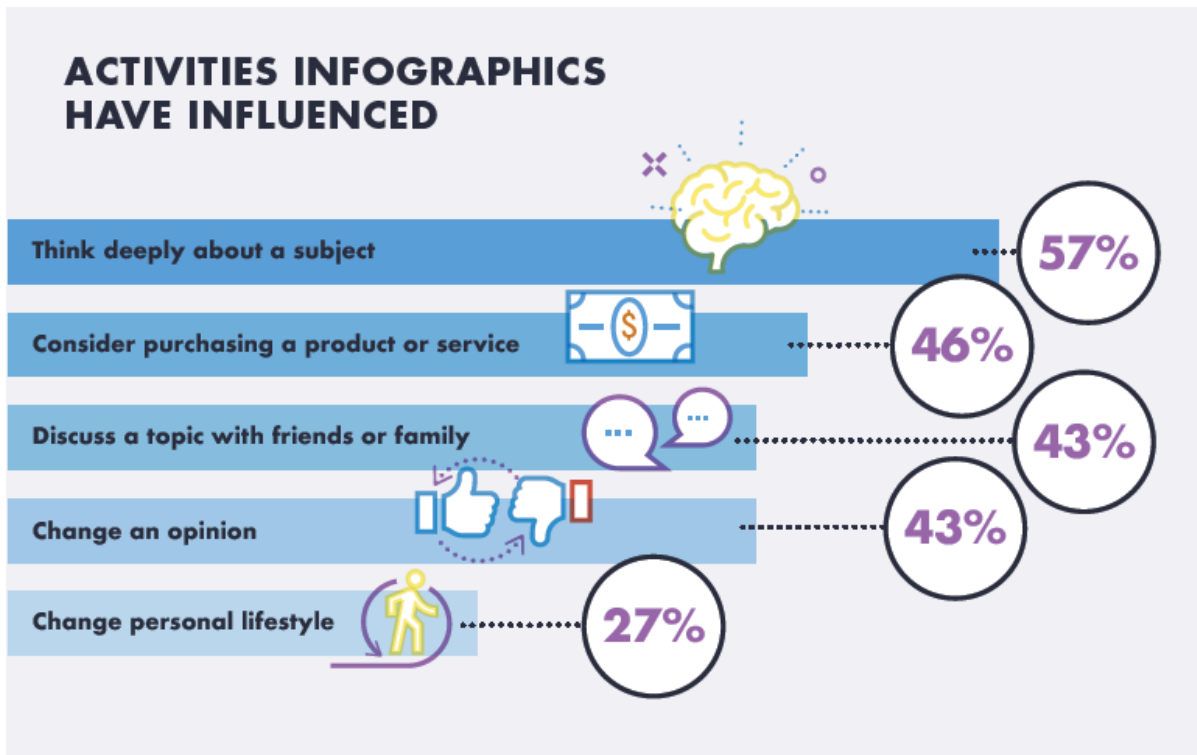 ACTIVITIES INFOGRAPHICS
HAVE INFLUENCED
Think deeply about a subject
57%
Consider purchasing a product or service
$
46%
Discuss a topic with friends or family
43%
Change an opinion
43%
Change personal lifestyle
27%